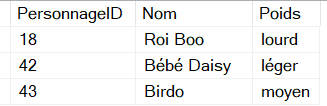 PersonnageID Nom Poids
18 Roi Boo lourd
42 Bébé Daisy léger
43 Birdo moyen